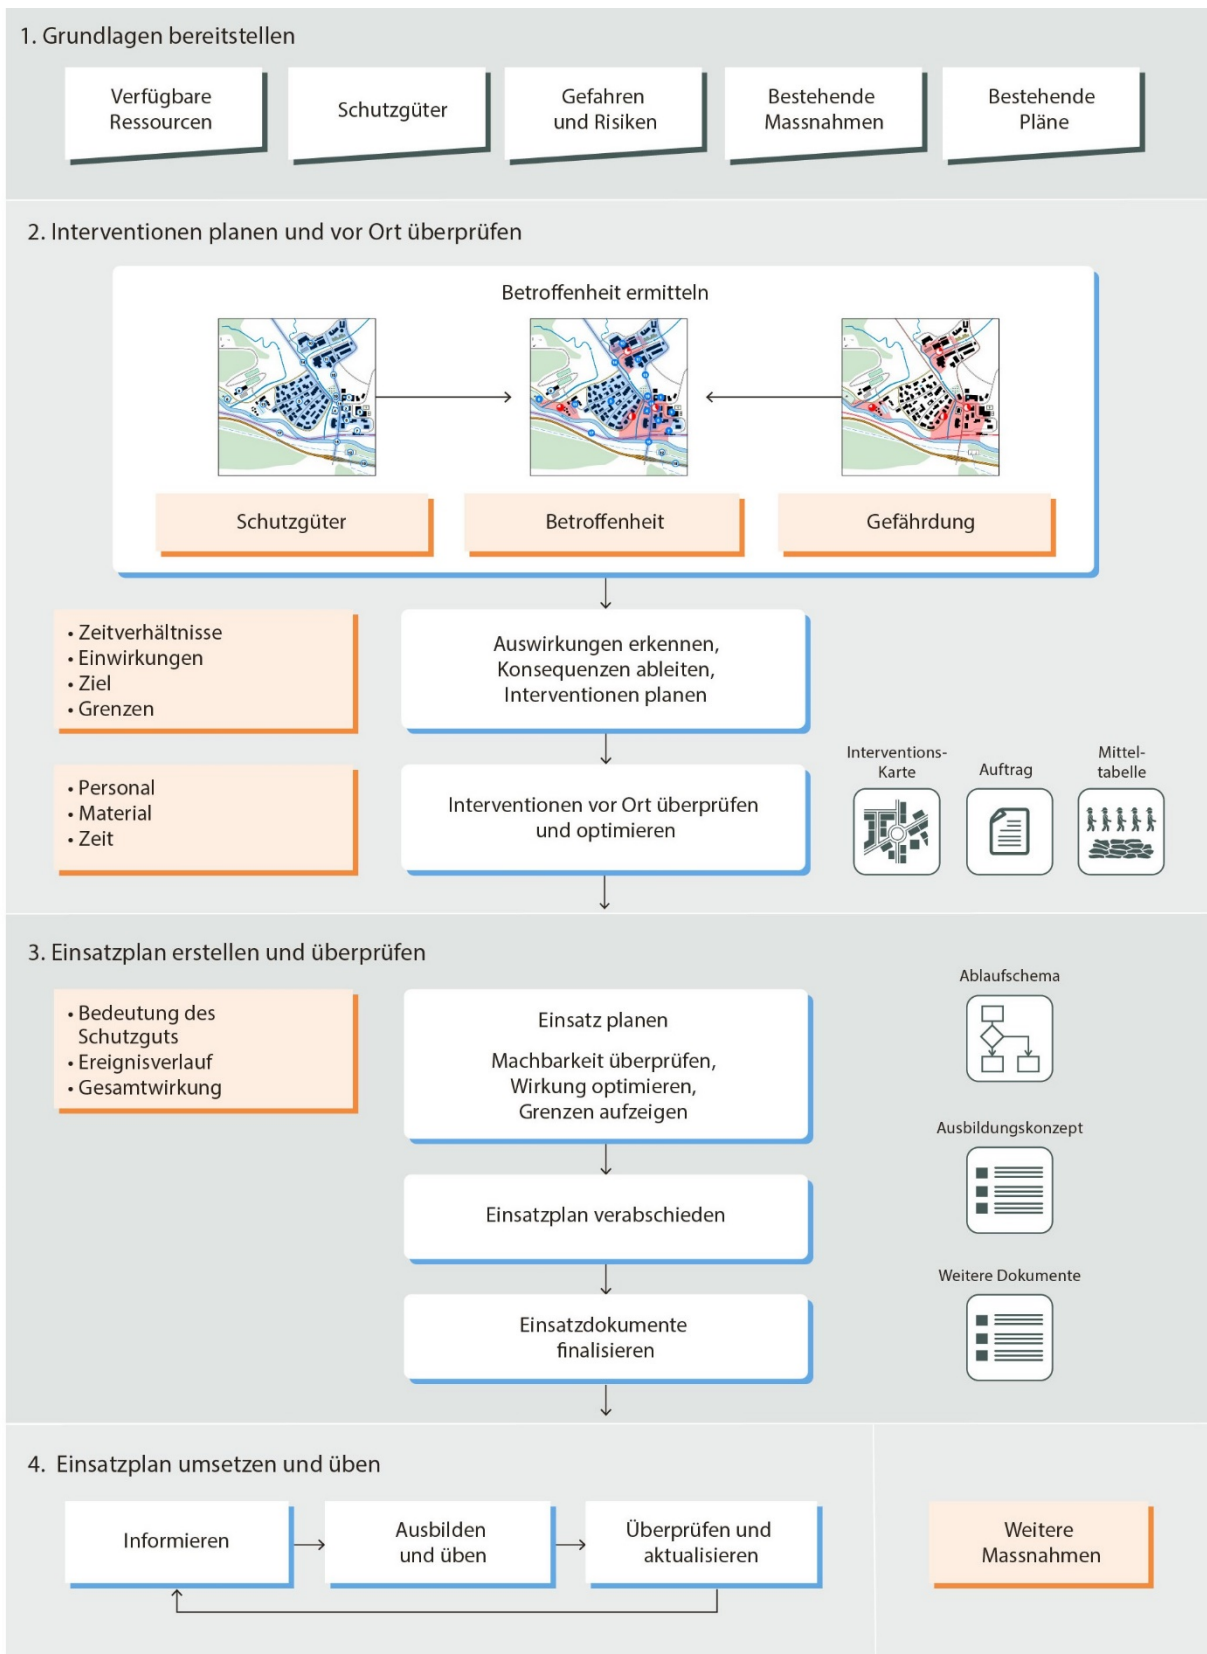 1. Grundlagen bereitstellen
Verfügbare
Ressourcen
Schutzgüter
Gefahren
und Risiken
Bestehende
Massnahmen
Bestehende
Pläne
2. Interventionen planen und vor Ort überprüfen
Betroffenheit ermitteln
Schutzgüter
Betroffenheit
Gefährdung
• Zeitverhältnisse
• Einwirkungen
• Ziel
• Grenzen
Auswirkungen erkennen,
Konsequenzen ableiten,
Interventionen planen
• Personal
• Material
• Zeit
Interventionen vor Ort überprüfen
und optimieren
Interventions-
Karte
Auftrag
Mittel-
tabelle
3. Einsatzplan erstellen und überprüfen
• Bedeutung des
Schutzguts
• Ereignisverlauf
• Gesamtwirkung
Einsatz planen
Machbarkeit überprüfen,
Wirkung optimieren,
Grenzen aufzeigen
Ablaufschema
Ausbildungskonzept
Einsatzplan verabschieden
Weitere Dokumente
Einsatzdokumente
finalisieren
4. Einsatzplan umsetzen und üben
Informieren
Ausbilden
und üben
Überprüfen und
aktualisieren
Weitere
Massnahmen